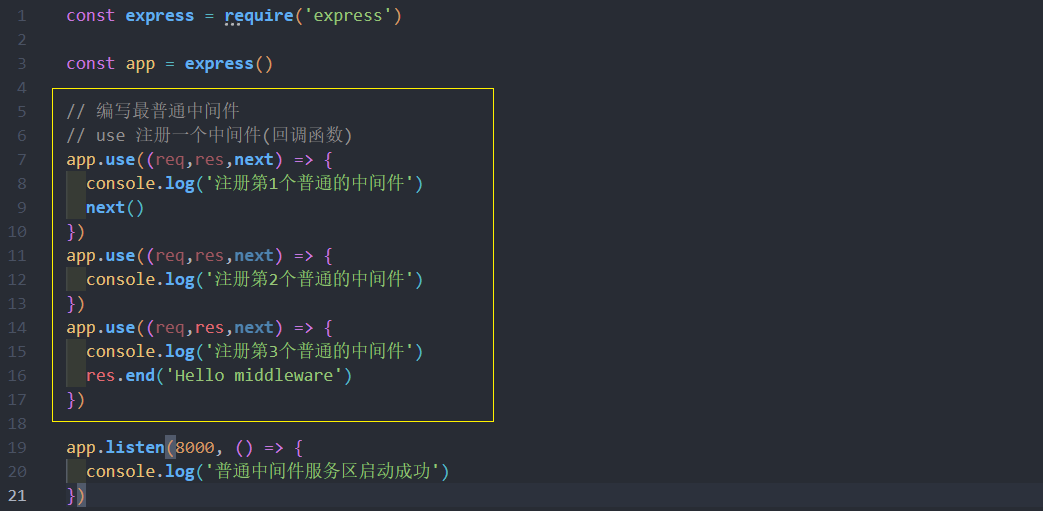 1 const express = require('express')
2
3 const app = express()
4
5 // 编写最普通中间件
6 // use 注册一个中间件(回调函数)
7 app.use((req,res,next) => {
8   console.log('注册第1个普通的中间件')
9   next()
10 })
11 app.use((req,res,next) => {
12   console.log('注册第2个普通的中间件')
13 })
14 app.use((req,res,next) => {
15   console.log('注册第3个普通的中间件')
16   res.end('Hello middleware')
17 })
18
19 app.listen(8000, () => {
20   console.log('普通中间件服务区启动成功')
21 })